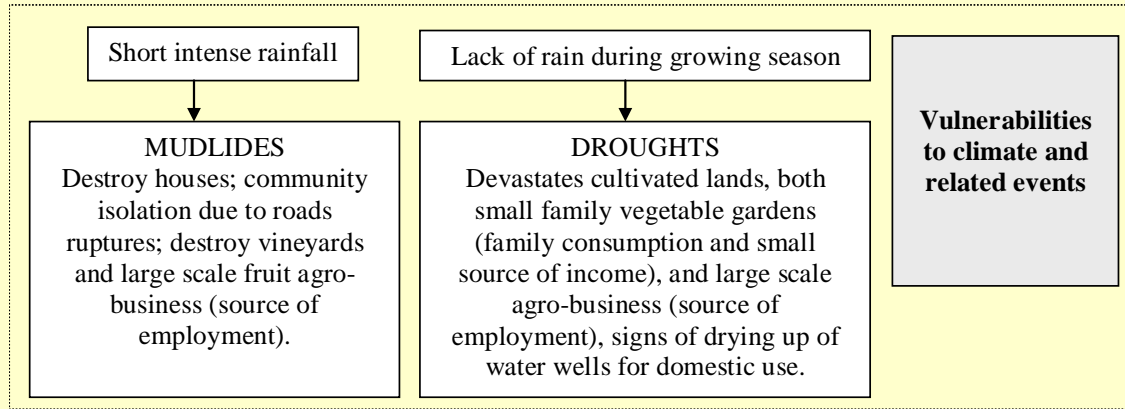 Short intense rainfall
Lack of rain during growing season
MUDLIDES
Destroy houses; community
isolation due to roads
ruptures; destroy vineyards
and large scale fruit agro-
business (source of
employment).
DROUGHTS
Devastates cultivated lands, both
small family vegetable gardens
(family consumption and small
source of income), and large scale
agro-business (source of
employment), signs of drying up of
water wells for domestic use.
Vulnerabilities
to climate and
related events